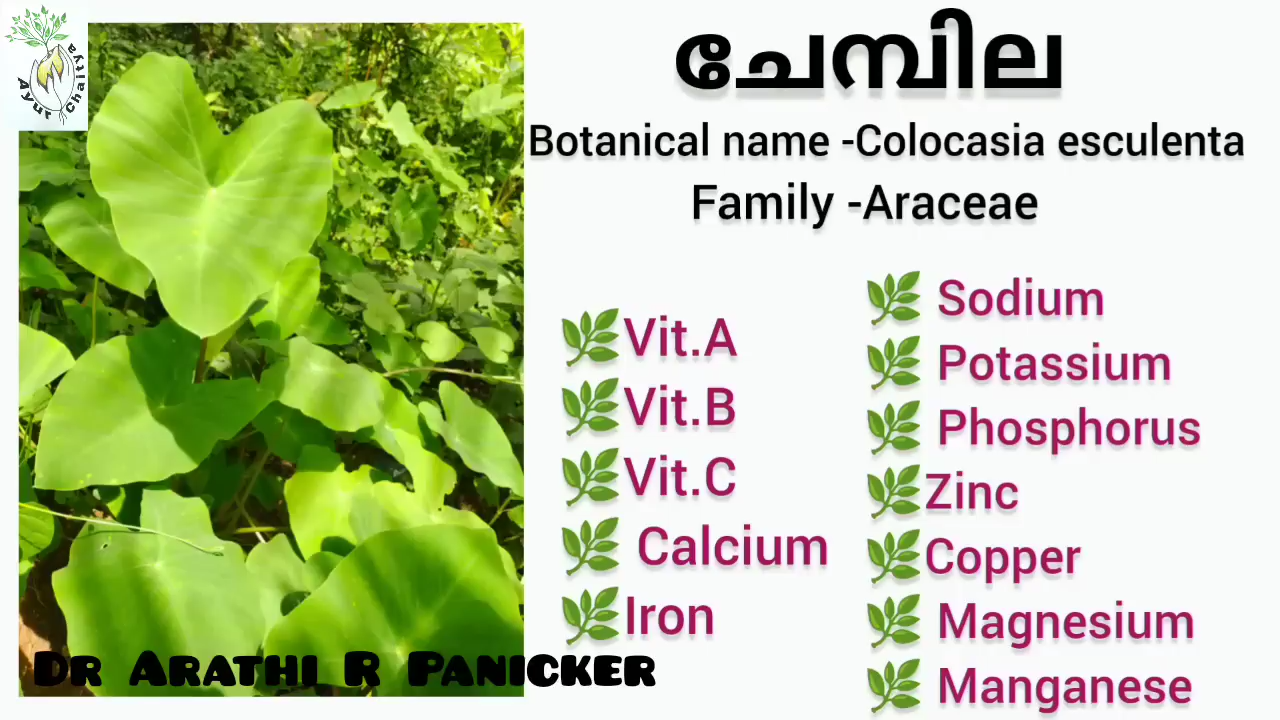 Ayur Chaitya
ചേമ്പില
Botanical name -Colocasia esculenta
Family -Araceae
Vit.A
Vit.B
Vit.C
Calcium
Iron
Sodium
Potassium
Phosphorus
Zinc
Copper
Magnesium
Manganese
Dr Arathi R Panicker